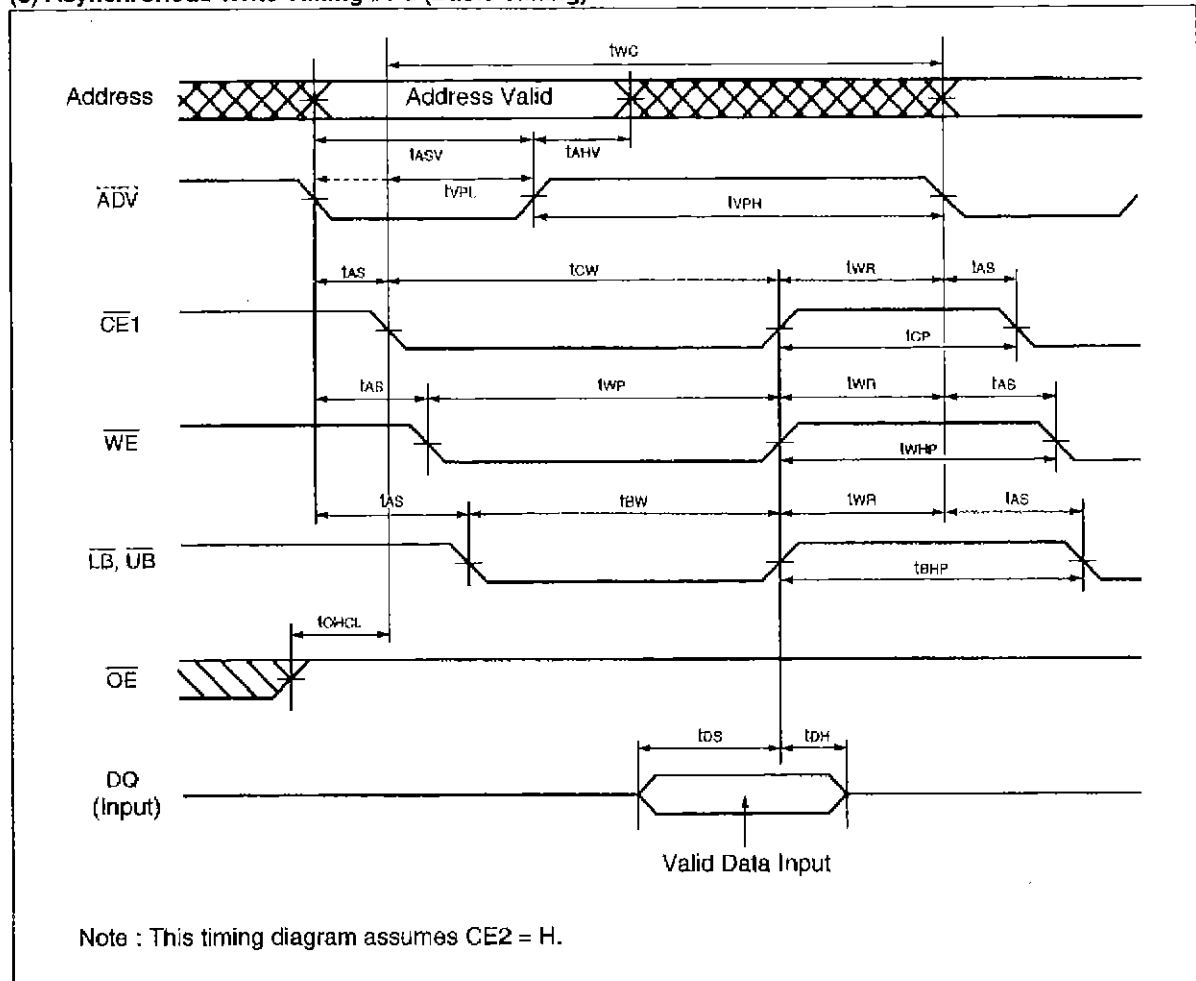 tWC
Address
Address Valid
tASV
tAHV
ADV
tVPL
tVPH
tAS
tCW
tWR
tAS
CE1
tCP
tAS
tWP
tWR
tAS
WE
tWHP
tAS
tBW
tWR
tAS
LB, UB
tBHP
tOHCL
OE
tDS
tDH
DQ
(Input)
Valid Data Input
Note : This timing diagram assumes CE2 = H.